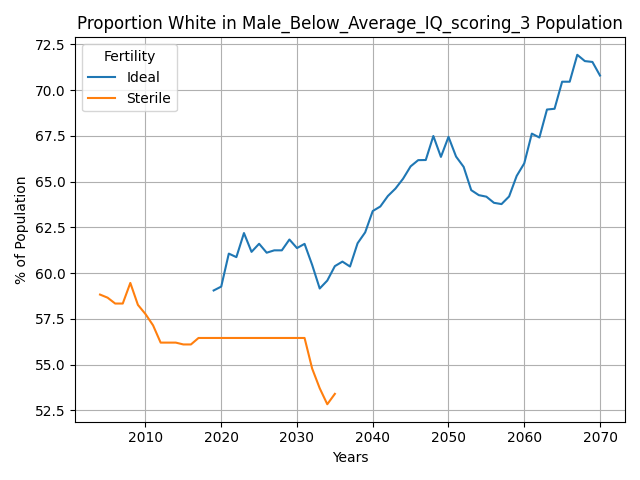 Proportion White in Male_Below_Average_IQ_scoring_3 Population
Fertility
Ideal
Sterile
% of Population
72.5
70.0
67.5
65.0
62.5
60.0
57.5
55.0
52.5
2010 2020 2030 2040 2050 2060 2070
Years